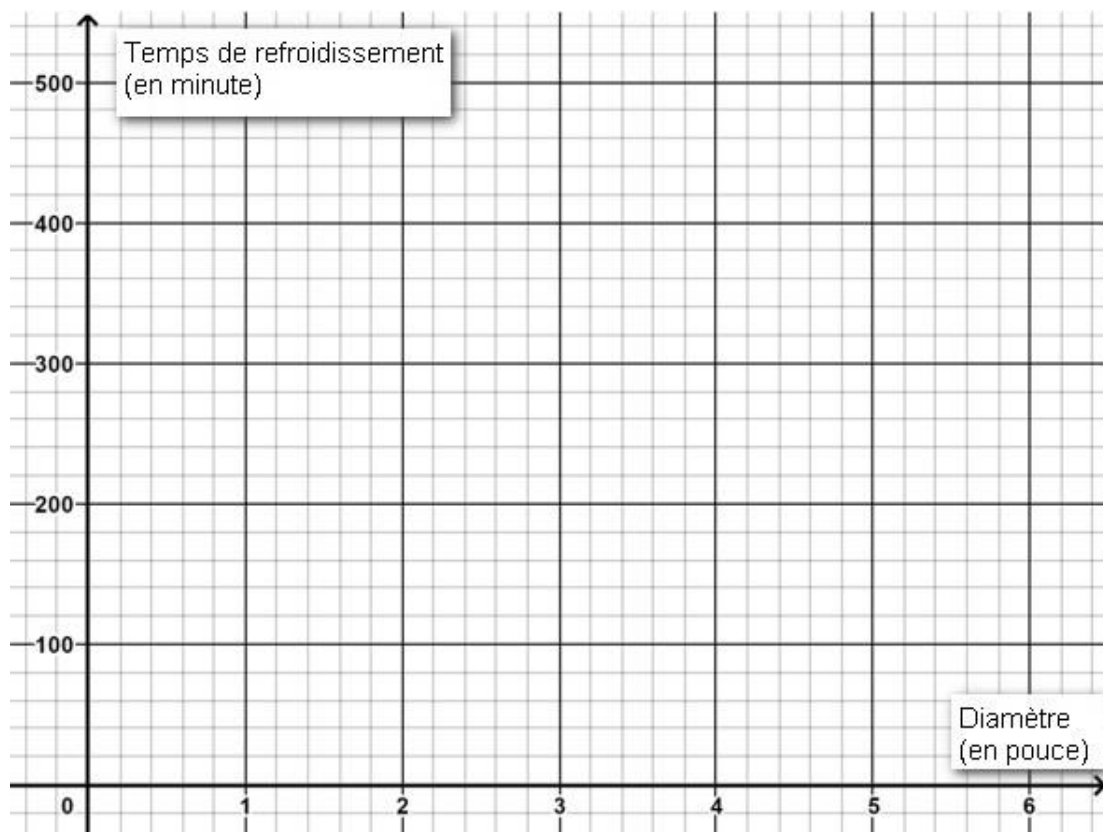 Temps de refroidissement
(en minute)
500
400
300
200
100
Diamètre
(en pouce)
0 1 2 3 4 5 6